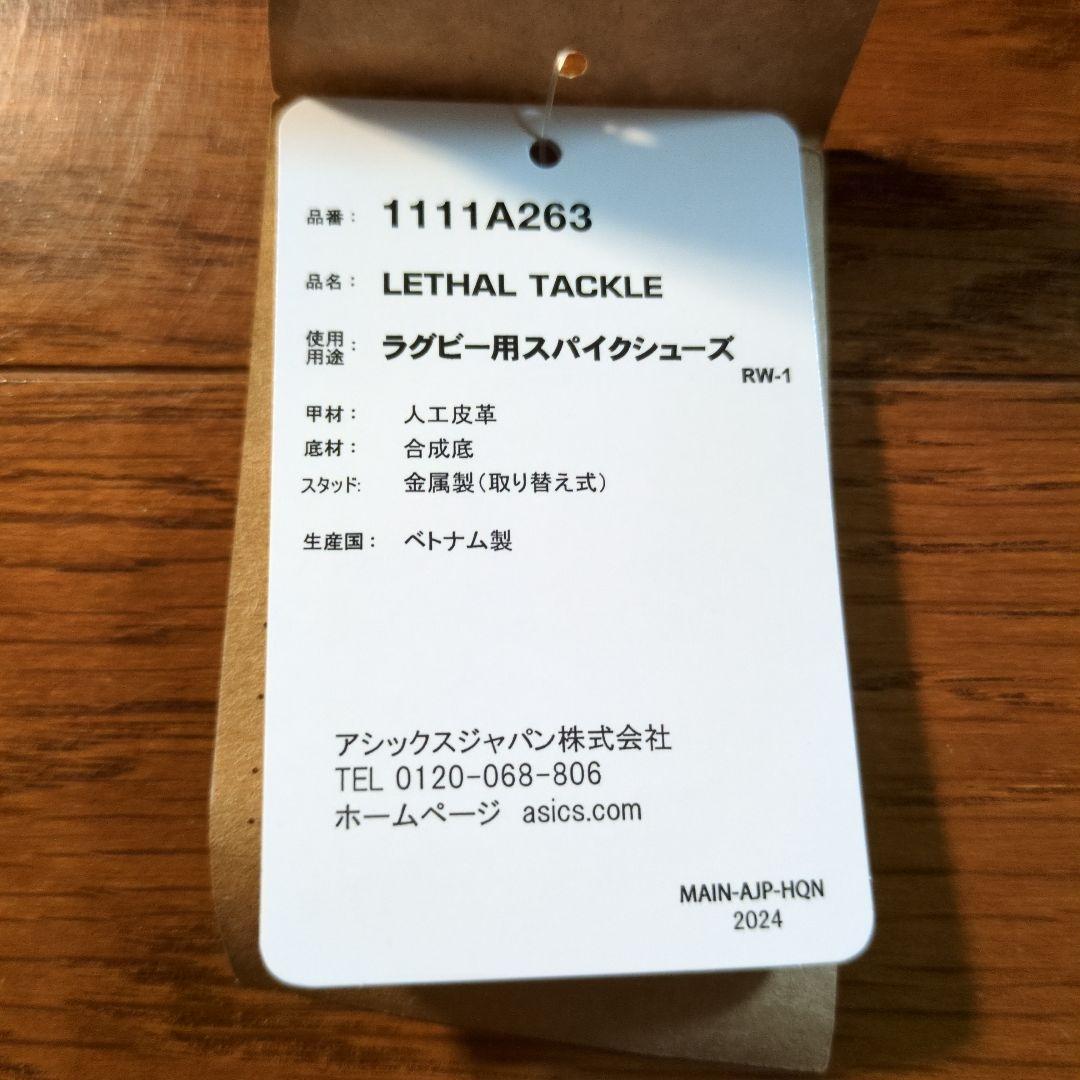 品番： 1111A263
品名： LETHAL TACKLE
使用用途： ラグビー用スパイクシューズ
RW-1
甲材： 人工皮革
底材： 合成底
スタッド: 金属製（取り替え式）
生産国： ベトナム製
アシックスジャパン株式会社
TEL 0120-068-806
ホームページ asics.com
MAIN-AJP-HQN
2024